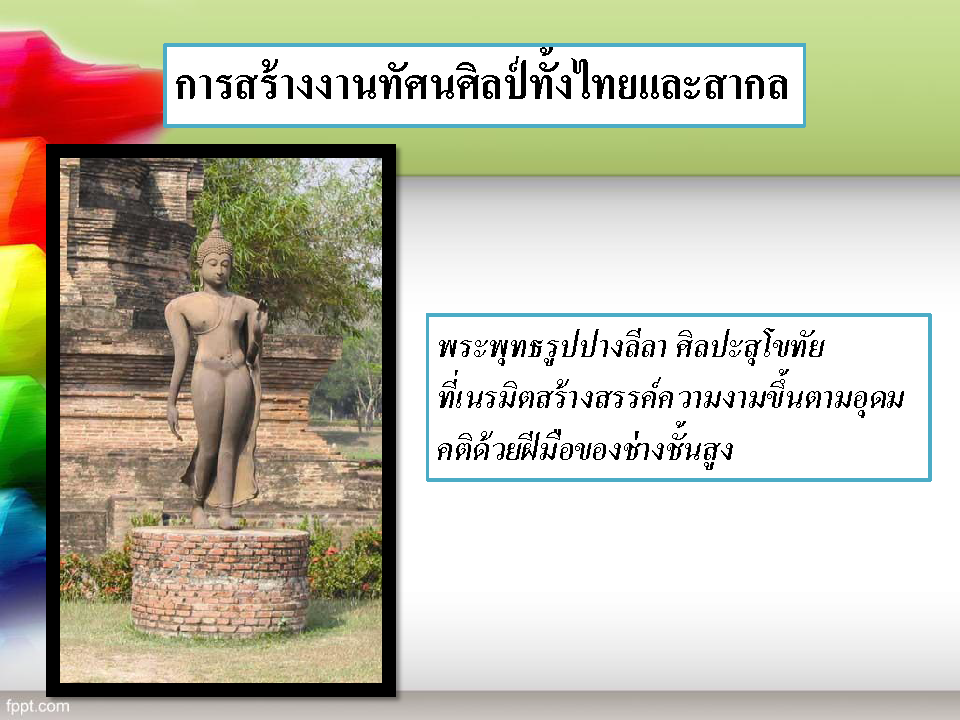 การสร้างงานทัศนศิลป์ทั้งไทยและสากล
พระพุทธรูปปางลีลา ศิลปะสุโขทัย
ที่เนรมิตสร้างสรรค์ความงามขึ้นตามอุดม
คติด้วยฝีมือของช่างชั้นสูง
fppt.com